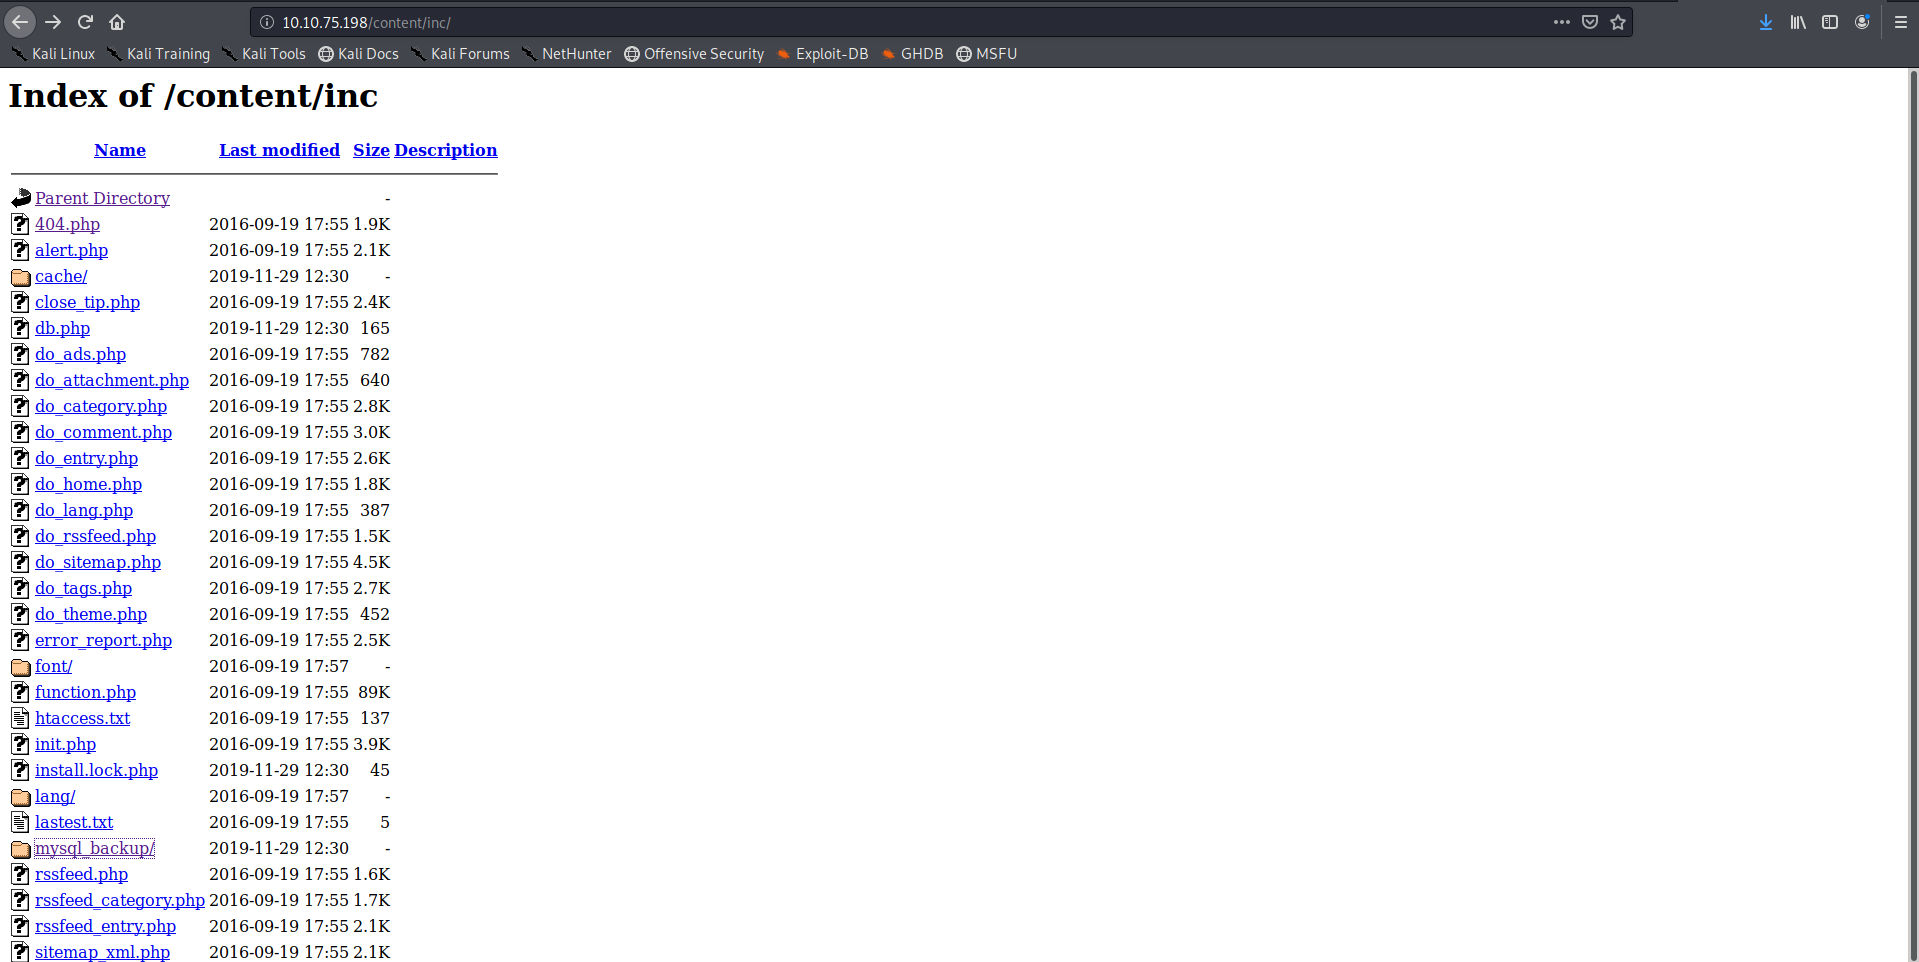 10.10.75.198/content/inc/
Kali Linux Kali Training Kali Tools Kali Docs Kali Forums NetHunter Offensive Security Exploit-DB GHDB MSFU
Index of /content/inc
Name Last modified Size Description
Parent Directory -
404.php 2016-09-19 17:55 1.9K
alert.php 2016-09-19 17:55 2.1K
cache/ 2019-11-29 12:30 -
close_tip.php 2016-09-19 17:55 2.4K
db.php 2019-11-29 12:30 165
do_ads.php 2016-09-19 17:55 782
do_attachment.php 2016-09-19 17:55 640
do_category.php 2016-09-19 17:55 2.8K
do_comment.php 2016-09-19 17:55 3.0K
do_entry.php 2016-09-19 17:55 2.6K
do_home.php 2016-09-19 17:55 1.8K
do_lang.php 2016-09-19 17:55 387
do_rssfeed.php 2016-09-19 17:55 1.5K
do_sitemap.php 2016-09-19 17:55 4.5K
do_tags.php 2016-09-19 17:55 2.7K
do_theme.php 2016-09-19 17:55 452
error_report.php 2016-09-19 17:55 2.5K
font/ 2016-09-19 17:57 -
function.php 2016-09-19 17:55 89K
htaccess.txt 2016-09-19 17:55 137
init.php 2016-09-19 17:55 3.9K
install.lock.php 2019-11-29 12:30 45
lang/ 2016-09-19 17:57 -
lastest.txt 2016-09-19 17:55 5
mysql_backup/ 2019-11-29 12:30 -
rssfeed.php 2016-09-19 17:55 1.6K
rssfeed_category.php 2016-09-19 17:55 1.7K
rssfeed_entry.php 2016-09-19 17:55 2.1K
sitemap_xml.php 2016-09-19 17:55 2.1K